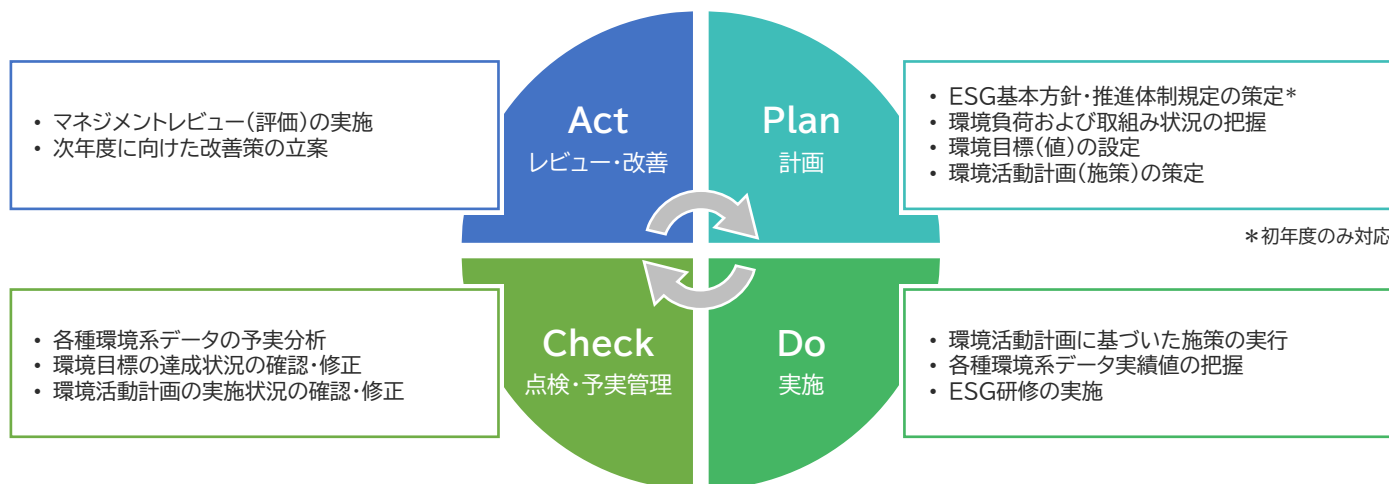 Act
レビュー・改善
• マネジメントレビュー(評価)の実施
• 次年度に向けた改善策の立案
Plan
計画
• ESG基本方針・推進体制規定の策定*
• 環境負荷および取組み状況の把握
• 環境目標(値)の設定
• 環境活動計画(施策)の策定
*初年度のみ対応
Check
点検・予実管理
• 各種環境系データの予実分析
• 環境目標の達成状況の確認・修正
• 環境活動計画の実施状況の確認・修正
Do
実施
• 環境活動計画に基づいた施策の実行
• 各種環境系データ実績値の把握
• ESG研修の実施